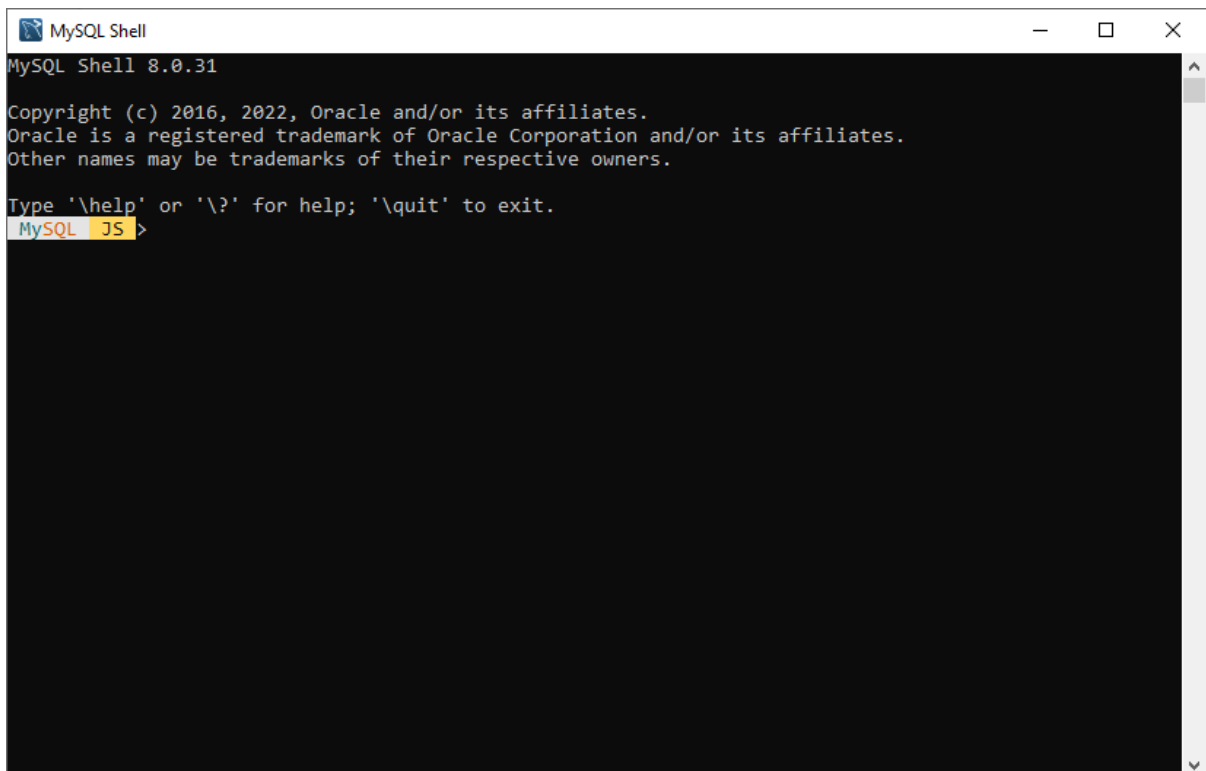 MySQL Shell
MySQL Shell 8.0.31
Copyright (c) 2016, 2022, Oracle and/or its affiliates.
Oracle is a registered trademark of Oracle Corporation and/or its affiliates.
Other names may be trademarks of their respective owners.
Type '\help' or '\?' for help; '\quit' to exit.
MySQL JS >